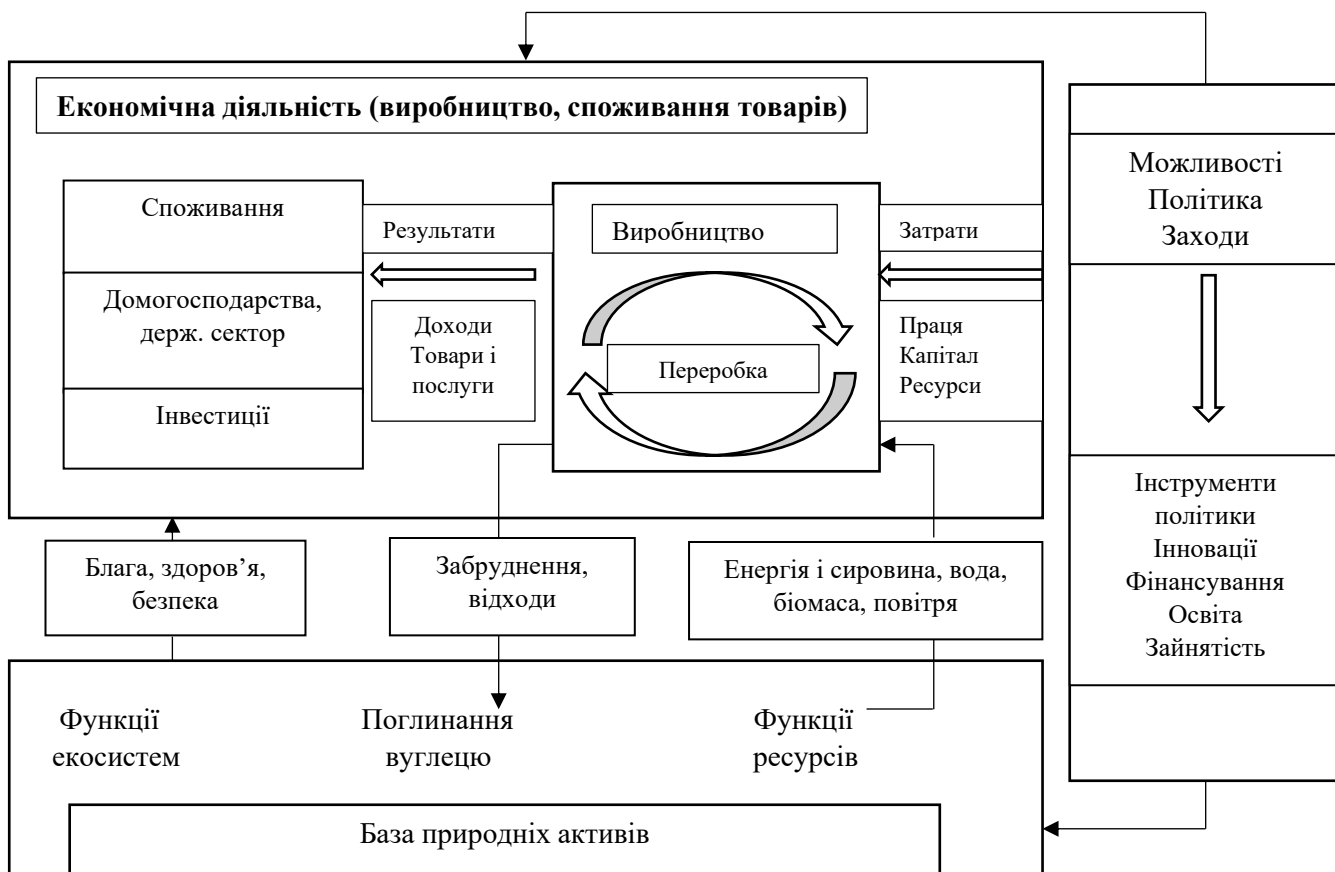 Економічна діяльність (виробництво, споживання товарів)
Споживання
Домогосподарства,
держ. сектор
Інвестиції
Результати
Доходи
Товари і
послуги
Виробництво
Переробка
Затрати
Праця
Капітал
Ресурси
Можливості
Політика
Заходи
Інструменти
політики
Інновації
Фінансування
Освіта
Зайнятість
Блага, здоров’я,
безпека
Забруднення,
відходи
Енергія і сировина, вода,
біомаса, повітря
Функції
екосистем
Поглинання
вуглецю
Функції
ресурсів
База природніх активів